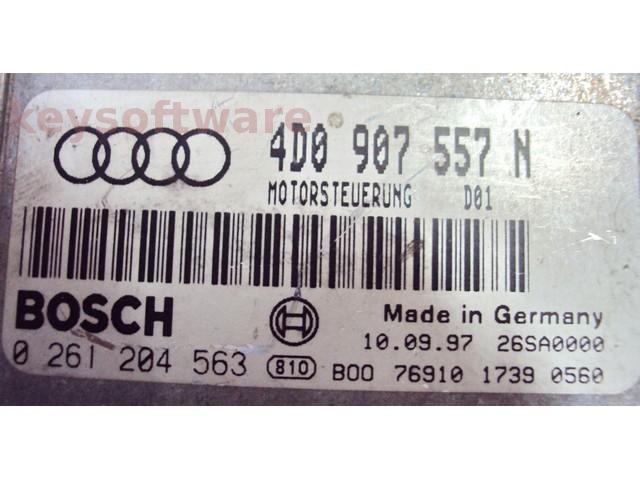 keysoftware
4D0 907 557 N
MOTORSTEUERUNG D01
BOSCH
Made in Germany
10.09.97 26SA0000
0 261 204 563 810 B00 76910 1739 0560